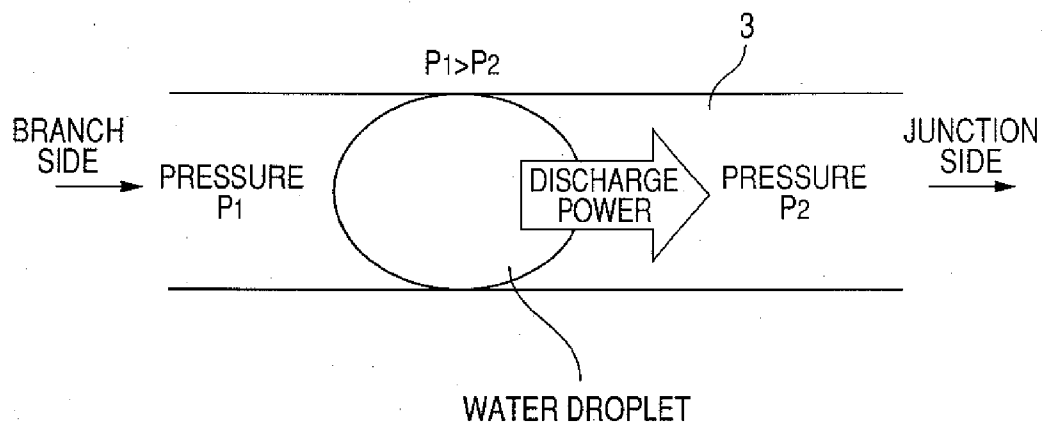 3
P1>P2
BRANCH
SIDE
PRESSURE
P1
DISCHARGE
POWER
PRESSURE
P2
JUNCTION
SIDE
WATER DROPLET